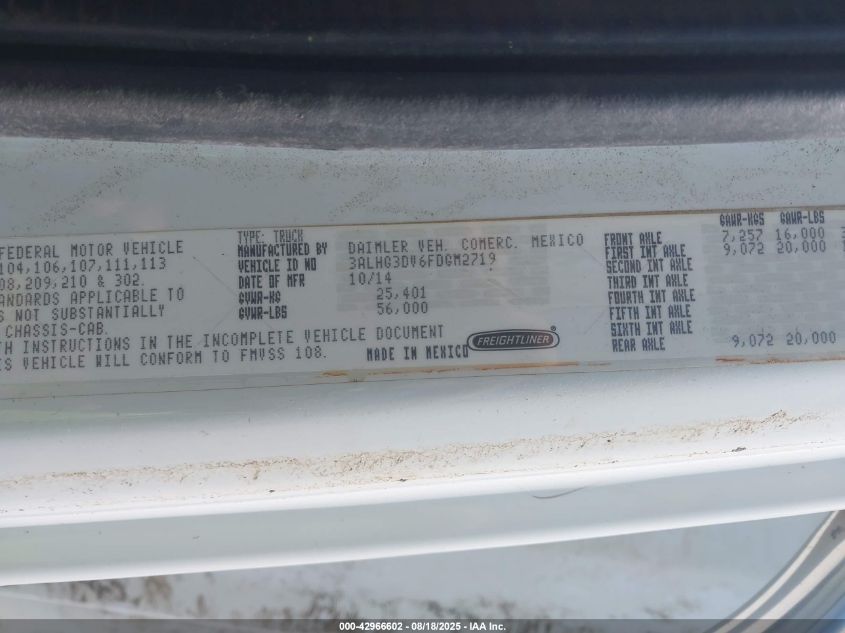 FEDERAL MOTOR VEHICLE
104,106,107,111,113
08,209,210 & 302.
ANDARDS APPLICABLE TO
S NOT SUBSTANTIALLY
CHASSIS-CAB.
TH INSTRUCTIONS IN THE INCOMPLETE VEHICLE DOCUMENT
IS VEHICLE WILL CONFORM TO FMVSS 108.
TYPE: TRUCK
MANUFACTURED BY DAIMLER VEH. COMERC. MEXICO
VEHICLE ID NO 3ALHG3DV6FDGM2719
DATE OF MFR 10/14
GVWR-KG 25,401
GVWR-LBS 56,000
MADE IN MEXICO
FREIGHTLINER
GAWR-KGS GAWR-LBS
FRONT AXLE 7,257 16,000
FIRST INT AXLE 9,072 20,000
SECOND INT AXLE
THIRD INT AXLE
FOURTH INT AXLE
FIFTH INT AXLE
SIXTH INT AXLE
REAR AXLE 9,072 20,000
000-42966602 - 08/18/2025 - IAA Inc.